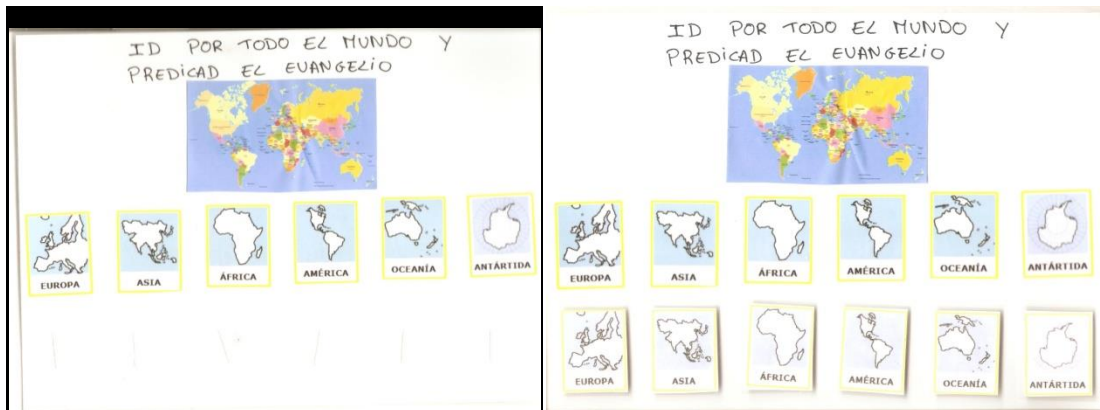 ID POR TODO EL MUNDO Y
PREDICAD EL EVANGELIO
EUROPA
ASIA
ÁFRICA
AMÉRICA
OCEANÍA
ANTÁRTIDA
ID POR TODO EL MUNDO Y
PREDICAD EL EVANGELIO
EUROPA
ASIA
ÁFRICA
AMÉRICA
OCEANÍA
ANTÁRTIDA
EUROPA
ASIA
ÁFRICA
AMÉRICA
OCEANÍA
ANTÁRTIDA